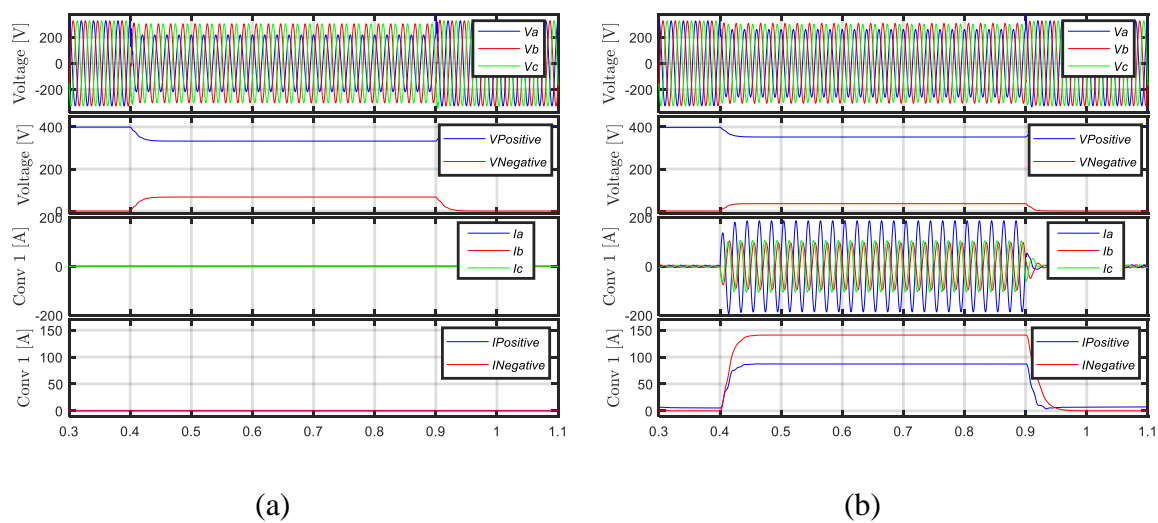 Voltage [V]
200
0
-200
Va
Vb
Vc
Voltage [V]
400
200
0
VPositive
VNegative
Conv 1 [A]
200
0
-200
Ia
Ib
Ic
Conv 1 [A]
150
100
50
0
IPositive
INegative
0.3 0.4 0.5 0.6 0.7 0.8 0.9 1 1.1
(a)
Voltage [V]
200
0
-200
Va
Vb
Vc
Voltage [V]
400
200
0
VPositive
VNegative
Conv 1 [A]
200
0
-200
Ia
Ib
Ic
Conv 1 [A]
150
100
50
0
IPositive
INegative
0.3 0.4 0.5 0.6 0.7 0.8 0.9 1 1.1
(b)